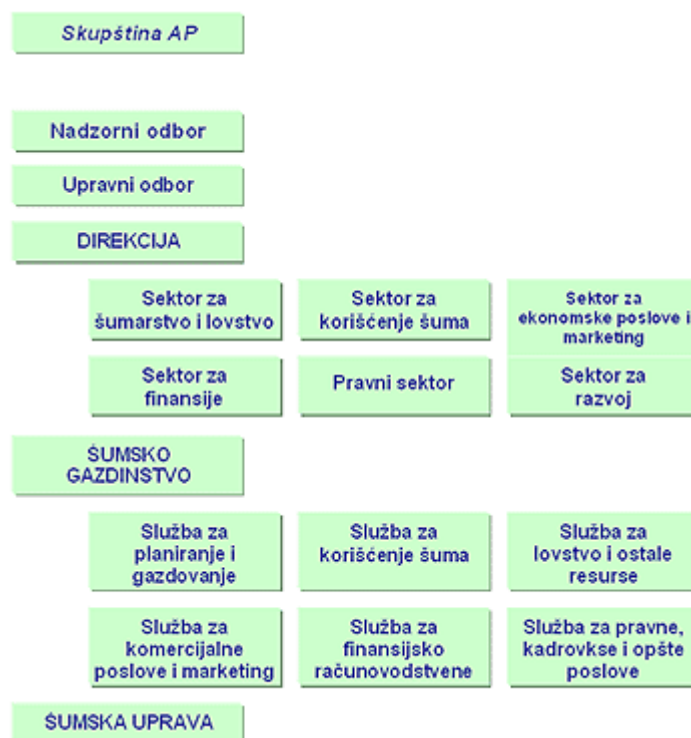 Skupština AP
Nadzorni odbor
Upravni odbor
DIREKCIJA
Sektor za
šumarstvo i lovstvo
Sektor za
korišćenje šuma
Sektor za
ekonomske poslove i
marketing
Sektor za
finansije
Pravni sektor
Sektor za
razvoj
ŠUMSKO
GAZDINSTVO
Služba za
planiranje i
gazdovanje
Služba za
korišćenje šuma
Služba za
lovstvo i ostale
resurse
Služba za
komercijalne
poslove i marketing
Služba za
finansijsko
računovodstvene
Služba za pravne,
kadrovkse i opšte
poslove
ŠUMSKA UPRAVA